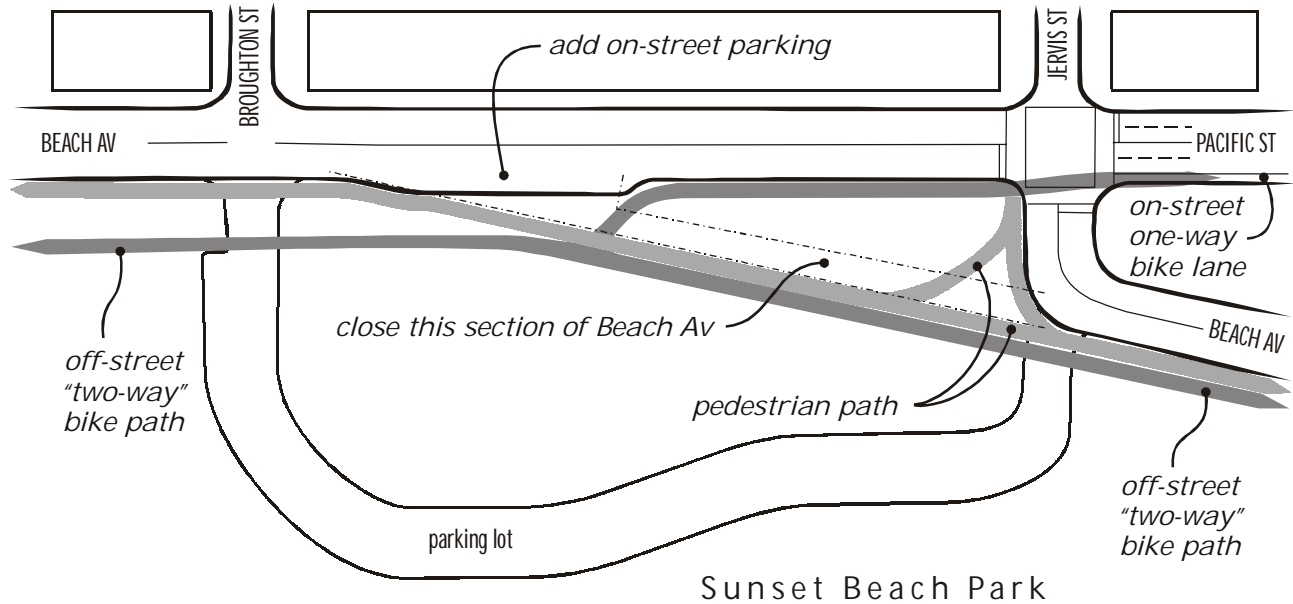 BROUGHTON ST
JERVIS ST
add on-street parking
BEACH AV
PACIFIC ST
on-street
one-way
bike lane
close this section of Beach Av
BEACH AV
off-street
“two-way”
bike path
pedestrian path
off-street
“two-way”
bike path
parking lot
Sunset Beach Park